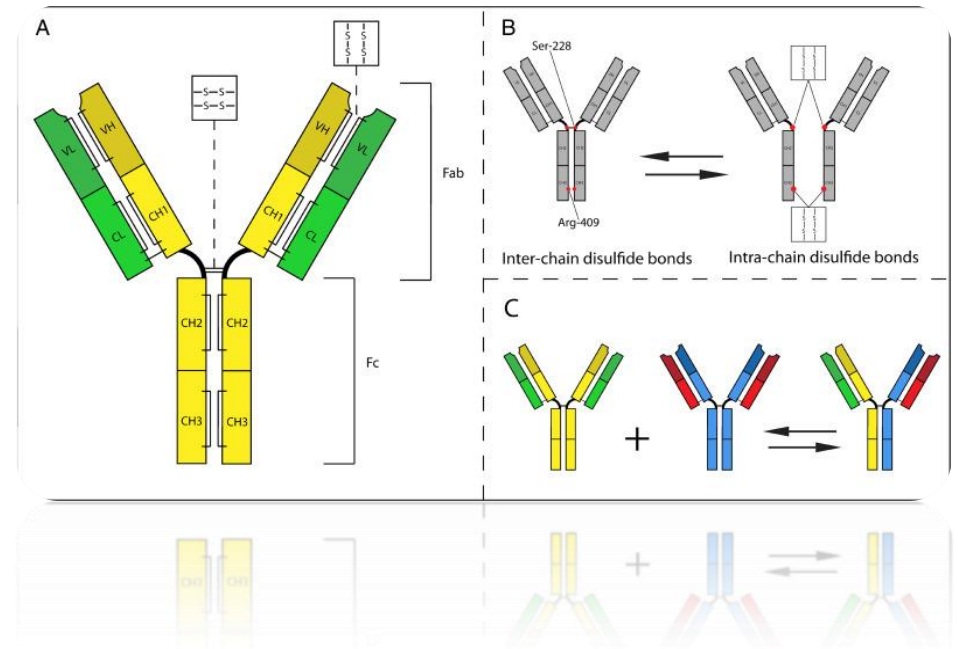 A
–S–S–
–S–S–
S S
S S
VH
VL
CH1
CL
VH
VL
CH1
CL
Fab
CH2
CH2
CH3
CH3
Fc
B
Ser-228
Arg-409
Inter-chain disulfide bonds
Intra-chain disulfide bonds
C
+